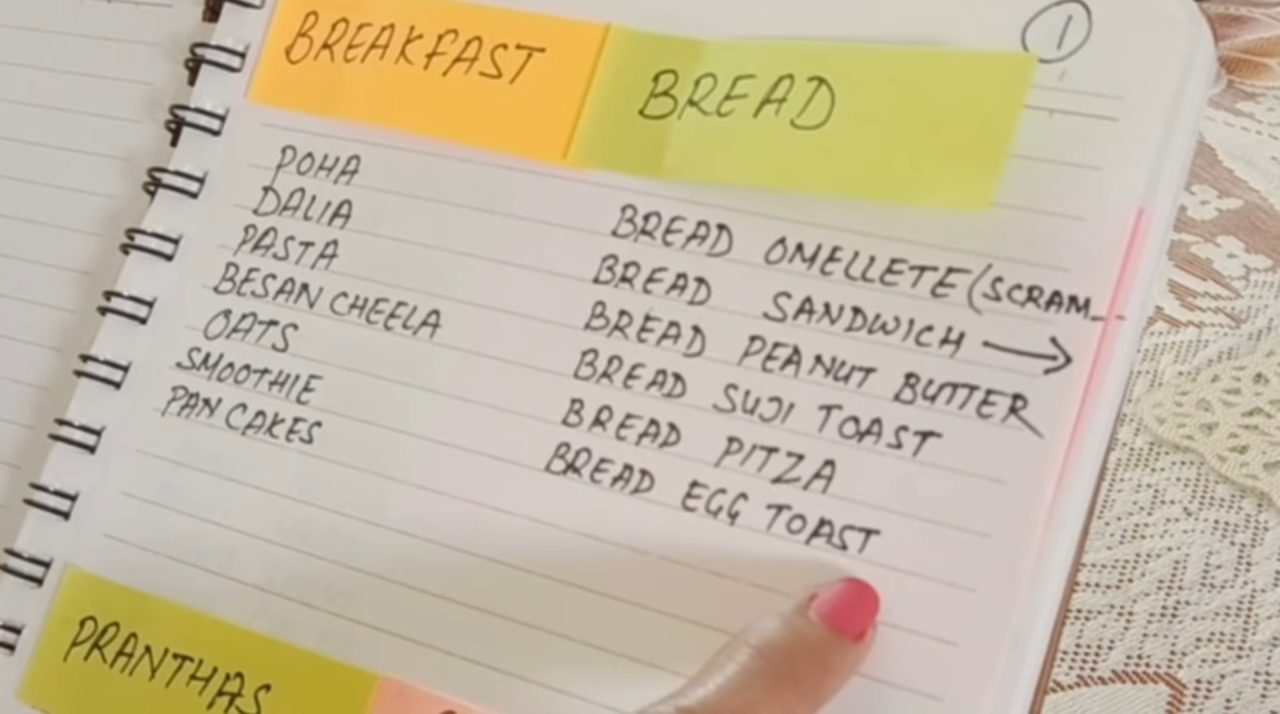 1
BREAKFAST
BREAD
POHA
DALIA
PASTA
BESAN CHEELA
OATS
SMOOTHIE
PAN CAKES
BREAD OMELLETE (SCRAM
BREAD SANDWICH →
BREAD PEANUT BUTTER
BREAD SUJI TOAST
BREAD PITZA
BREAD EGG TOAST
PRANTHAS